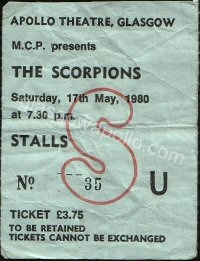 APOLLO THEATRE, GLASGOW
M.C.P. presents
THE SCORPIONS
Saturday, 17th May, 1980
at 7.30 p.m.
STALLS
S
Nº 35 U
TICKET £3.75
TO BE RETAINED
TICKETS CANNOT BE EXCHANGED